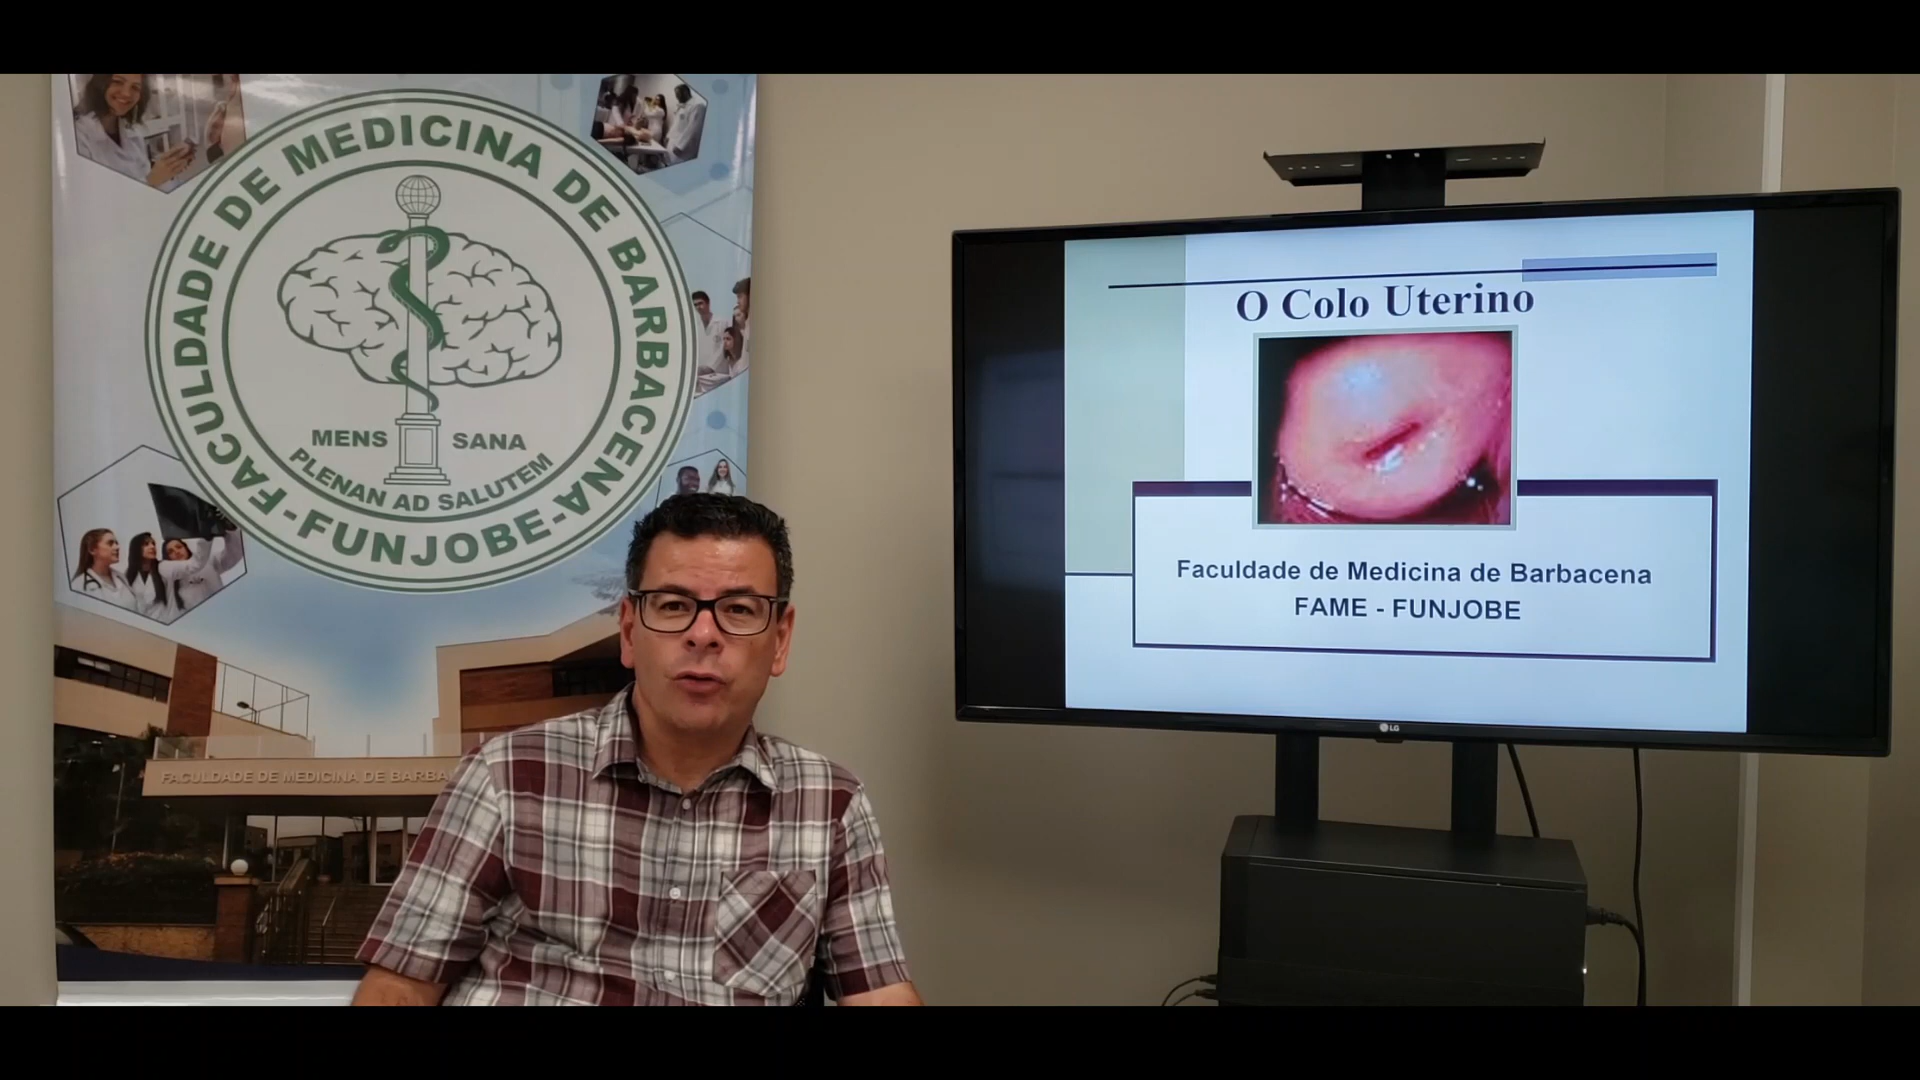 FACULDADE DE MEDICINA DE BARBACENA
-FUNJOBE-
MENS SANA
PLENAN AD SALUTEM
FACULDADE DE MEDICINA DE BARBA
O Colo Uterino
Faculdade de Medicina de Barbacena
FAME - FUNJOBE
LG